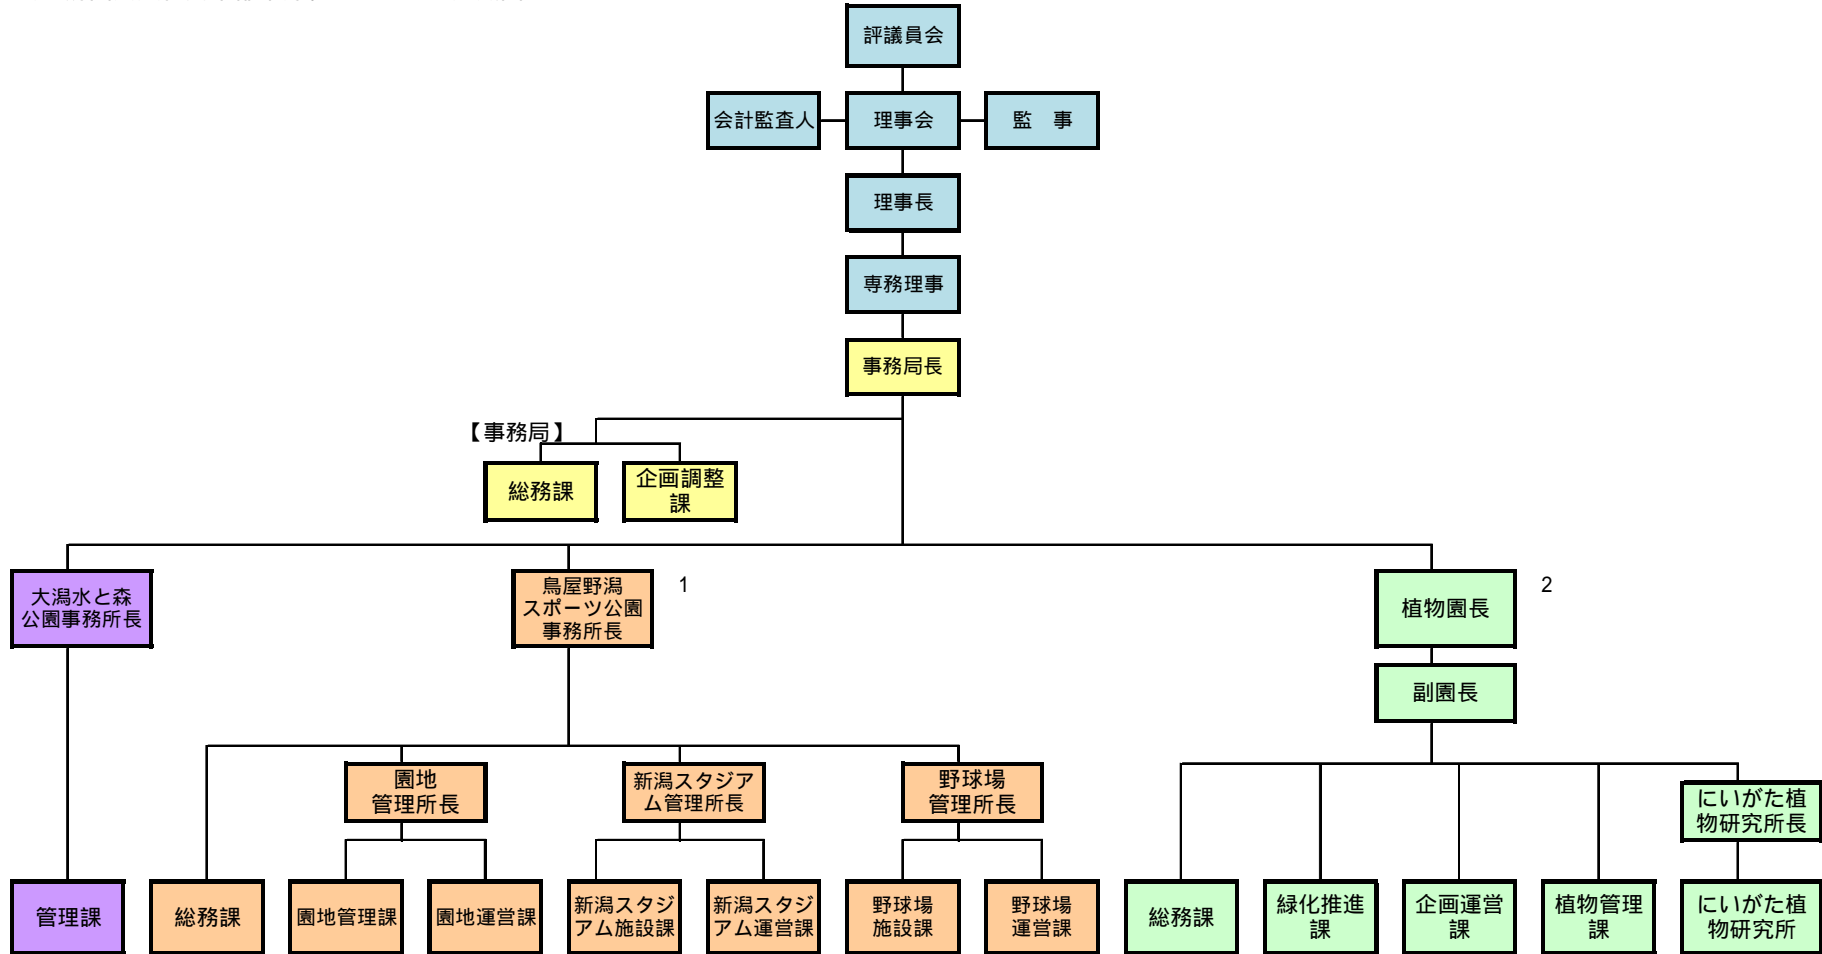 評議員会
会計監査人
理事会
監　事
理事長
専務理事
事務局長
【事務局】
総務課
企画調整
課
大潟水と森
公園事務所長
鳥屋野潟
スポーツ公園
事務所長
1
植物園長
2
副園長
園地
管理所長
新潟スタジア
ム管理所長
野球場
管理所長
にいがた植
物研究所長
管理課
総務課
園地管理課
園地運営課
新潟スタジ
アム施設課
新潟スタジ
アム運営課
野球場
施設課
野球場
運営課
総務課
緑化推進
課
企画運営
課
植物管理
課
にいがた植
物研究所